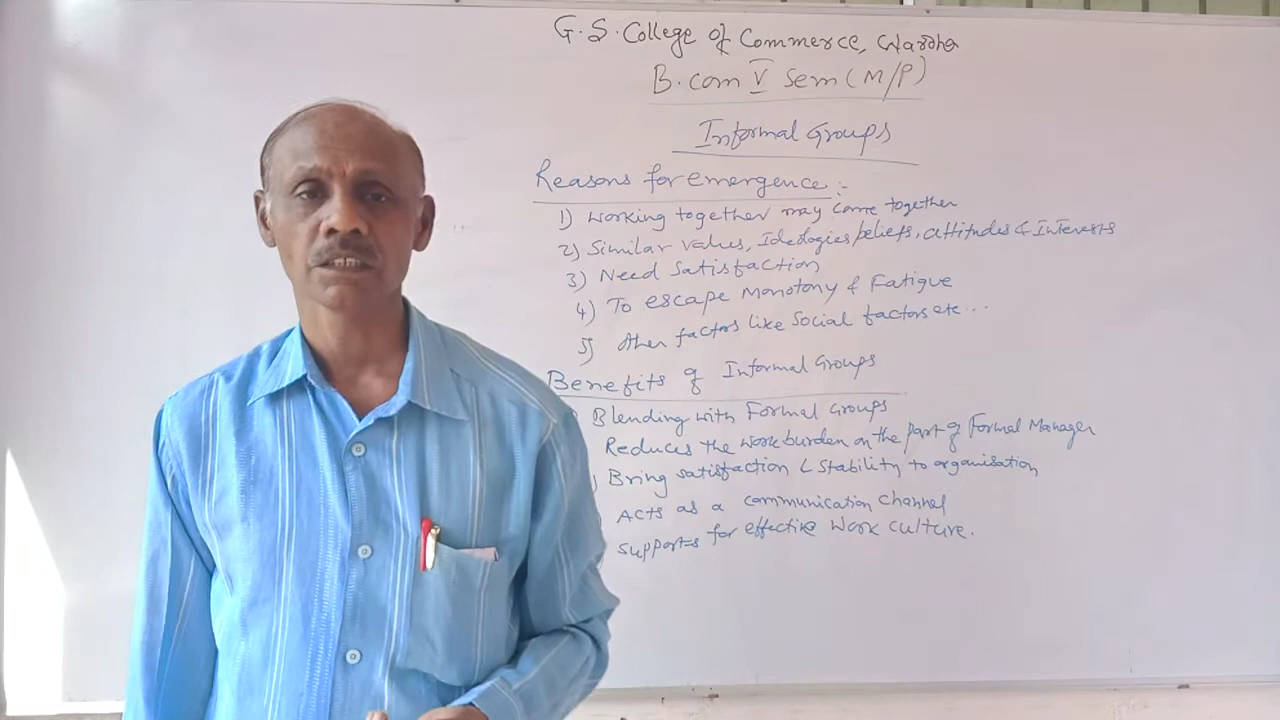 G.S. College of Commerce, Wardha
B.com V Sem (M/P)
Informal Groups
Reasons for emergence:-
1) Working together may come together
2) Similar values, Ideologies/beliefs, attitudes & Interests
3) Need Satisfaction
4) To escape Monotony & Fatigue
5) Other factors like Social factors etc...
Benefits of Informal Groups
Blending with Formal Groups
Reduces the work burden on the part of Formal Manager
) Bring satisfaction & stability to organisation
Acts as a communication channel
supports for effective work culture.